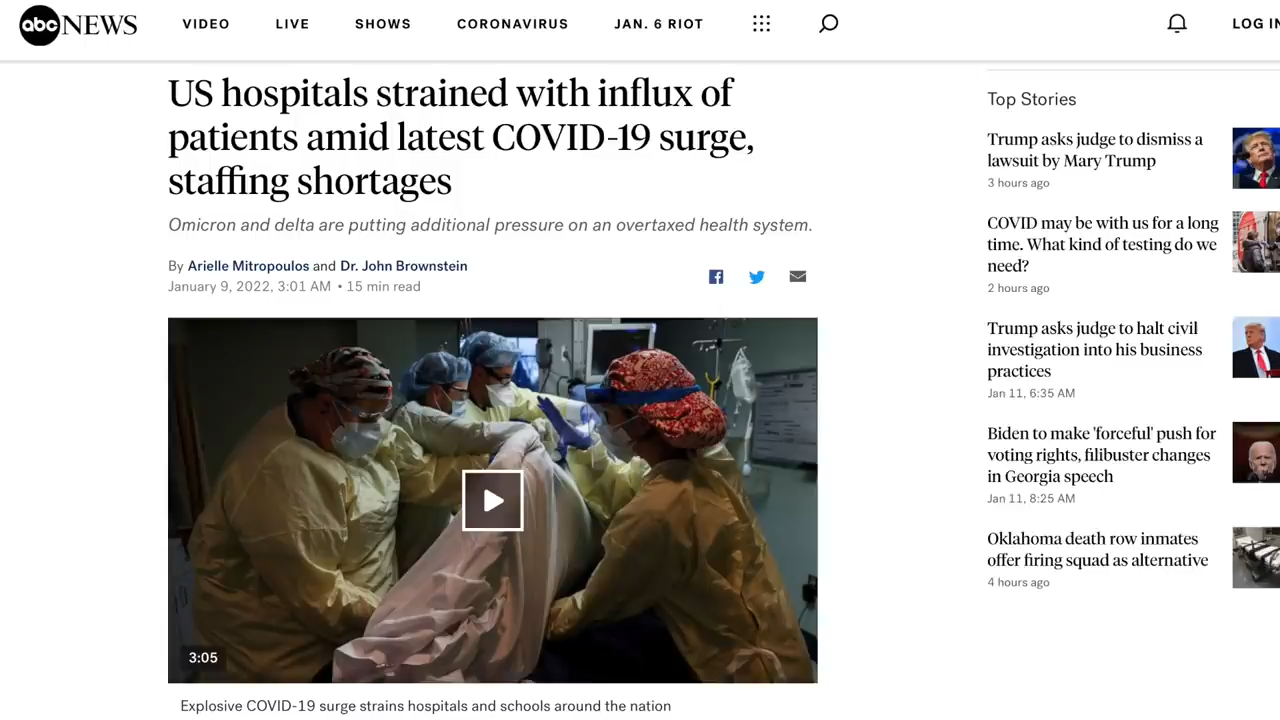 abc NEWS
VIDEO
LIVE
SHOWS
CORONAVIRUS
JAN. 6 RIOT
LOG IN
US hospitals strained with influx of
patients amid latest COVID-19 surge,
staffing shortages
Omicron and delta are putting additional pressure on an overtaxed health system.
By Arielle Mitropoulos and Dr. John Brownstein
January 9, 2022, 3:01 AM • 15 min read
3:05
Explosive COVID-19 surge strains hospitals and schools around the nation
Top Stories
Trump asks judge to dismiss a
lawsuit by Mary Trump
3 hours ago
COVID may be with us for a long
time. What kind of testing do we
need?
2 hours ago
Trump asks judge to halt civil
investigation into his business
practices
Jan 11, 6:35 AM
Biden to make 'forceful' push for
voting rights, filibuster changes
in Georgia speech
Jan 11, 8:25 AM
Oklahoma death row inmates
offer firing squad as alternative
4 hours ago